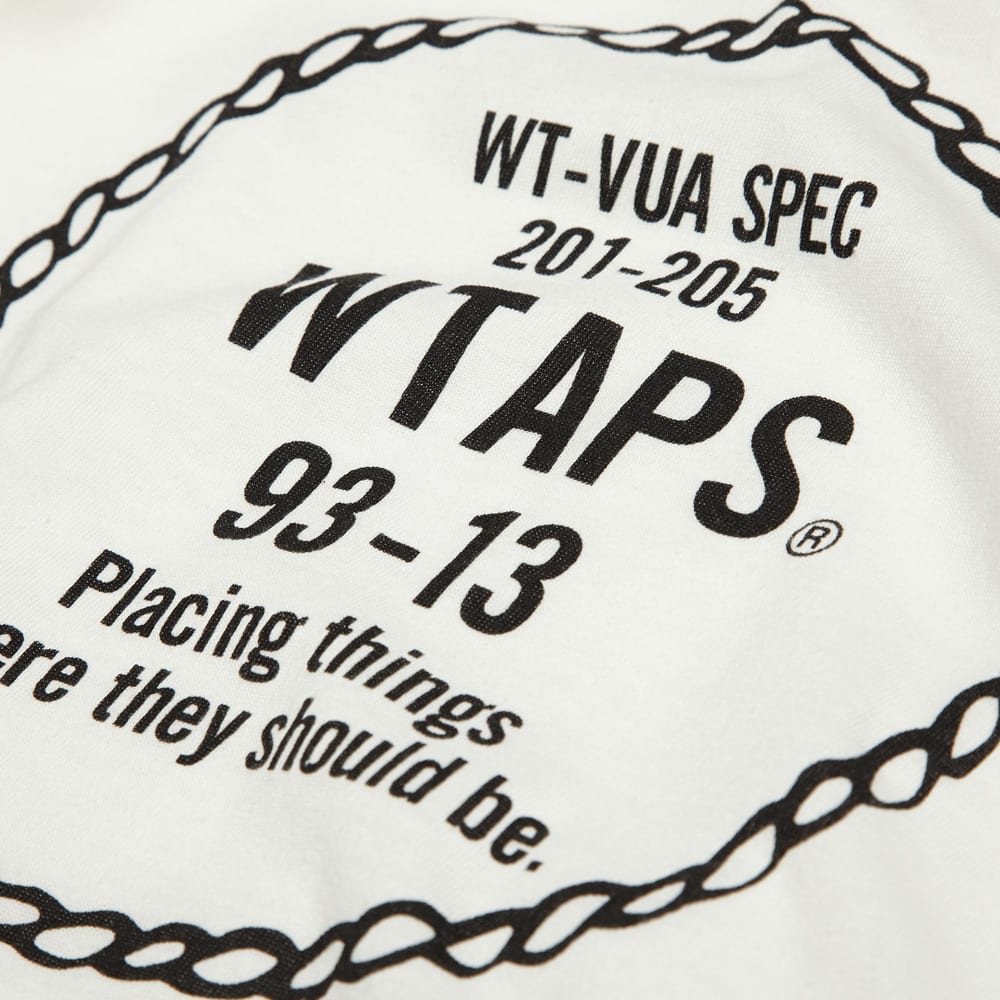 WT-VUA SPEC
201-205
WTAPS®
93-13
Placing things
ere they should be.